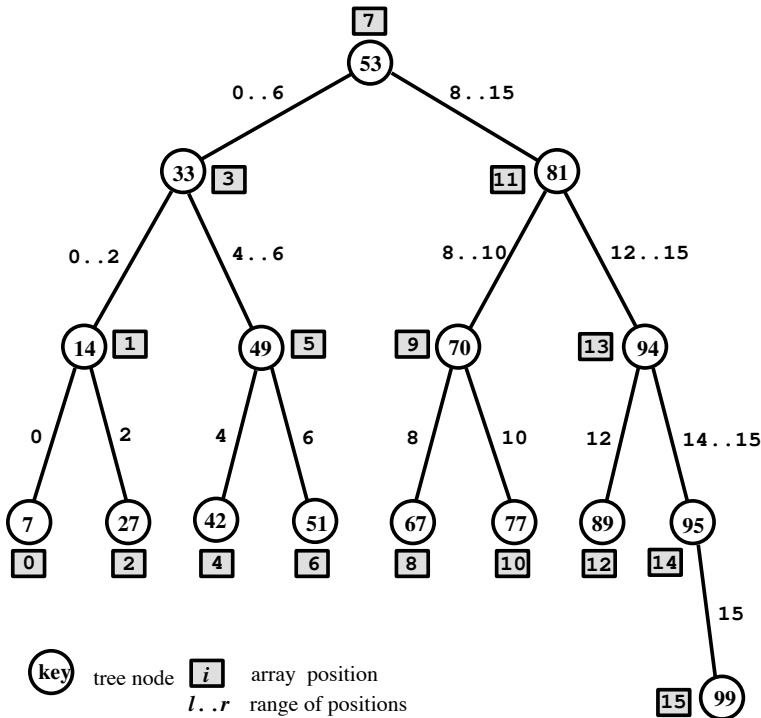 7
53
0..6 8..15
33 3 11 81
0..2 4..6 8..10 12..15
14 1 49 5 9 70 13 94
0 2 4 6 8 10 12 14..15
7 27 42 51 67 77 89 95
0 2 4 6 8 10 12 14
15
key tree node i array position
l..r range of positions
15 99